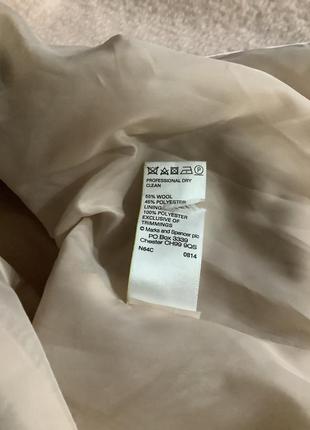 P
PROFESSIONAL DRY
CLEAN
55% WOOL
45% POLYESTER
LINING
100% POLYESTER
EXCLUSIVE OF
TRIMMINGS
© Marks and Spencer plc
PO Box 3339
Chester CH99 9QS
N64C 0814